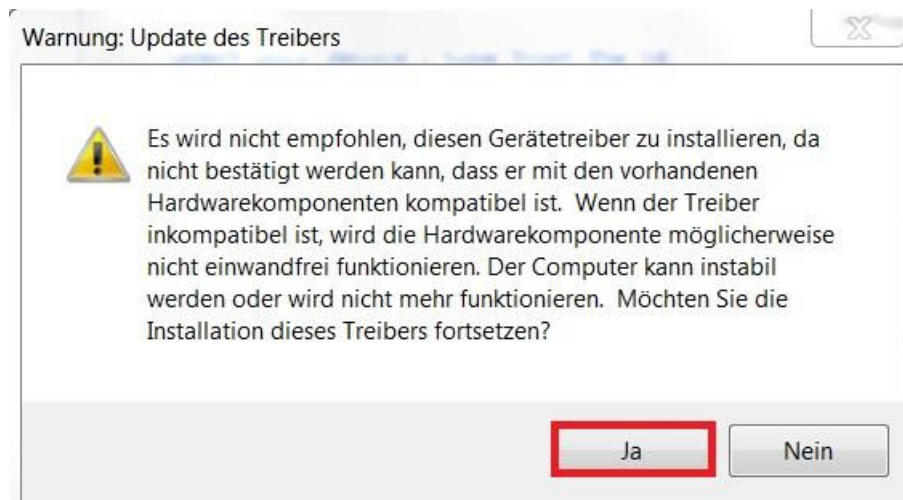 Warnung: Update des Treibers
Es wird nicht empfohlen, diesen Gerätetreiber zu installieren, da
nicht bestätigt werden kann, dass er mit den vorhandenen
Hardwarekomponenten kompatibel ist.  Wenn der Treiber
inkompatibel ist, wird die Hardwarekomponente möglicherweise
nicht einwandfrei funktionieren. Der Computer kann instabil
werden oder wird nicht mehr funktionieren.  Möchten Sie die
Installation dieses Treibers fortsetzen?
Ja Nein